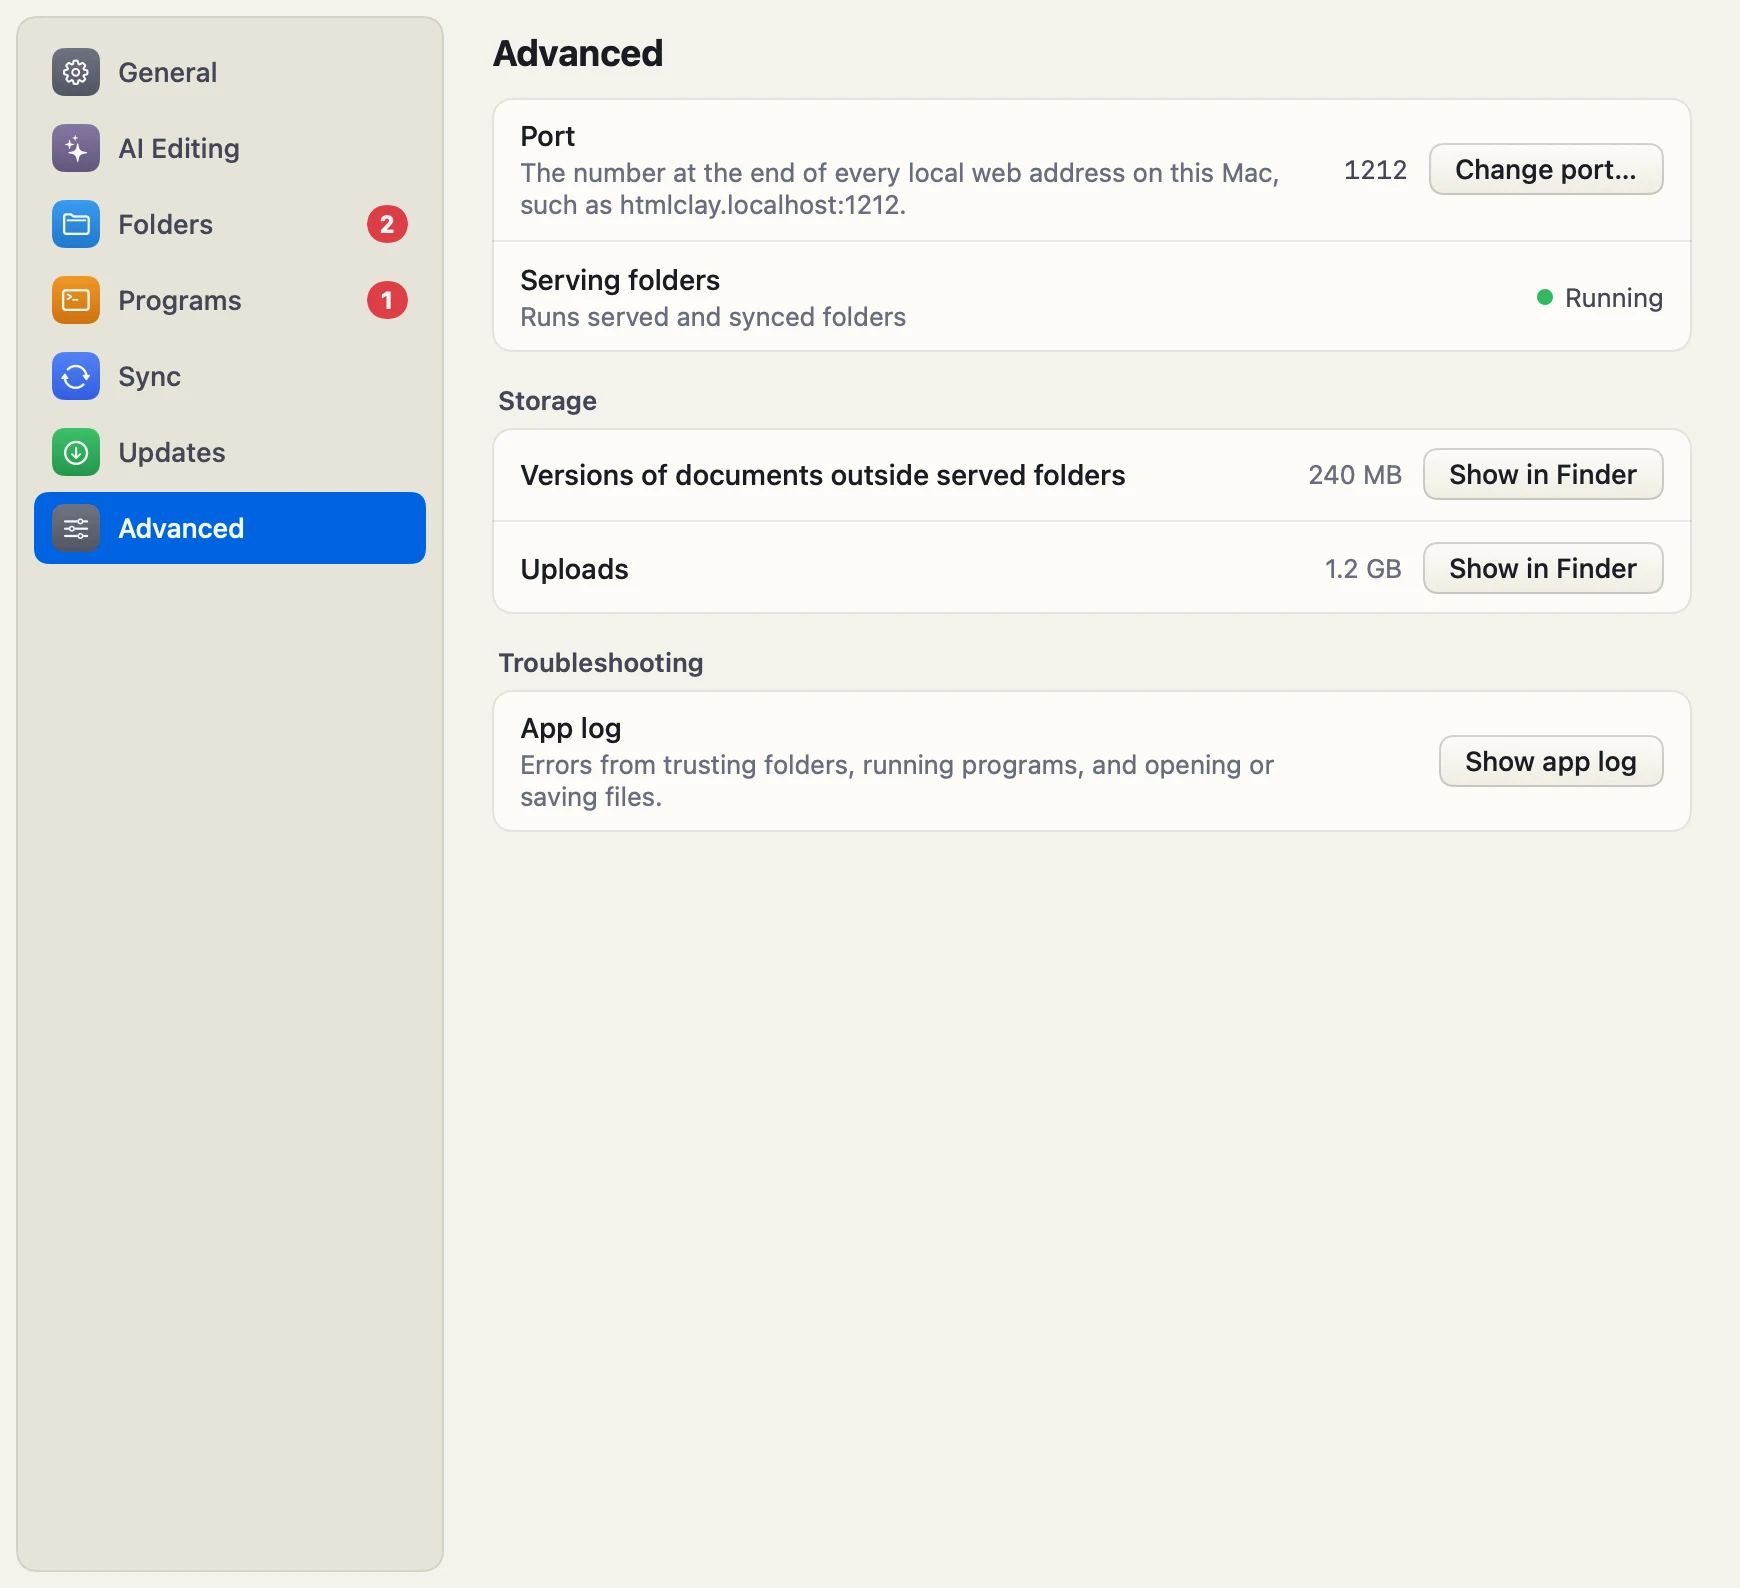 General
AI Editing
Folders
2
Programs
1
Sync
Updates
Advanced
Advanced
Port
The number at the end of every local web address on this Mac,
such as htmlclay.localhost:1212.
1212
Change port...
Serving folders
Runs served and synced folders
Running
Storage
Versions of documents outside served folders
240 MB
Show in Finder
Uploads
1.2 GB
Show in Finder
Troubleshooting
App log
Errors from trusting folders, running programs, and opening or
saving files.
Show app log